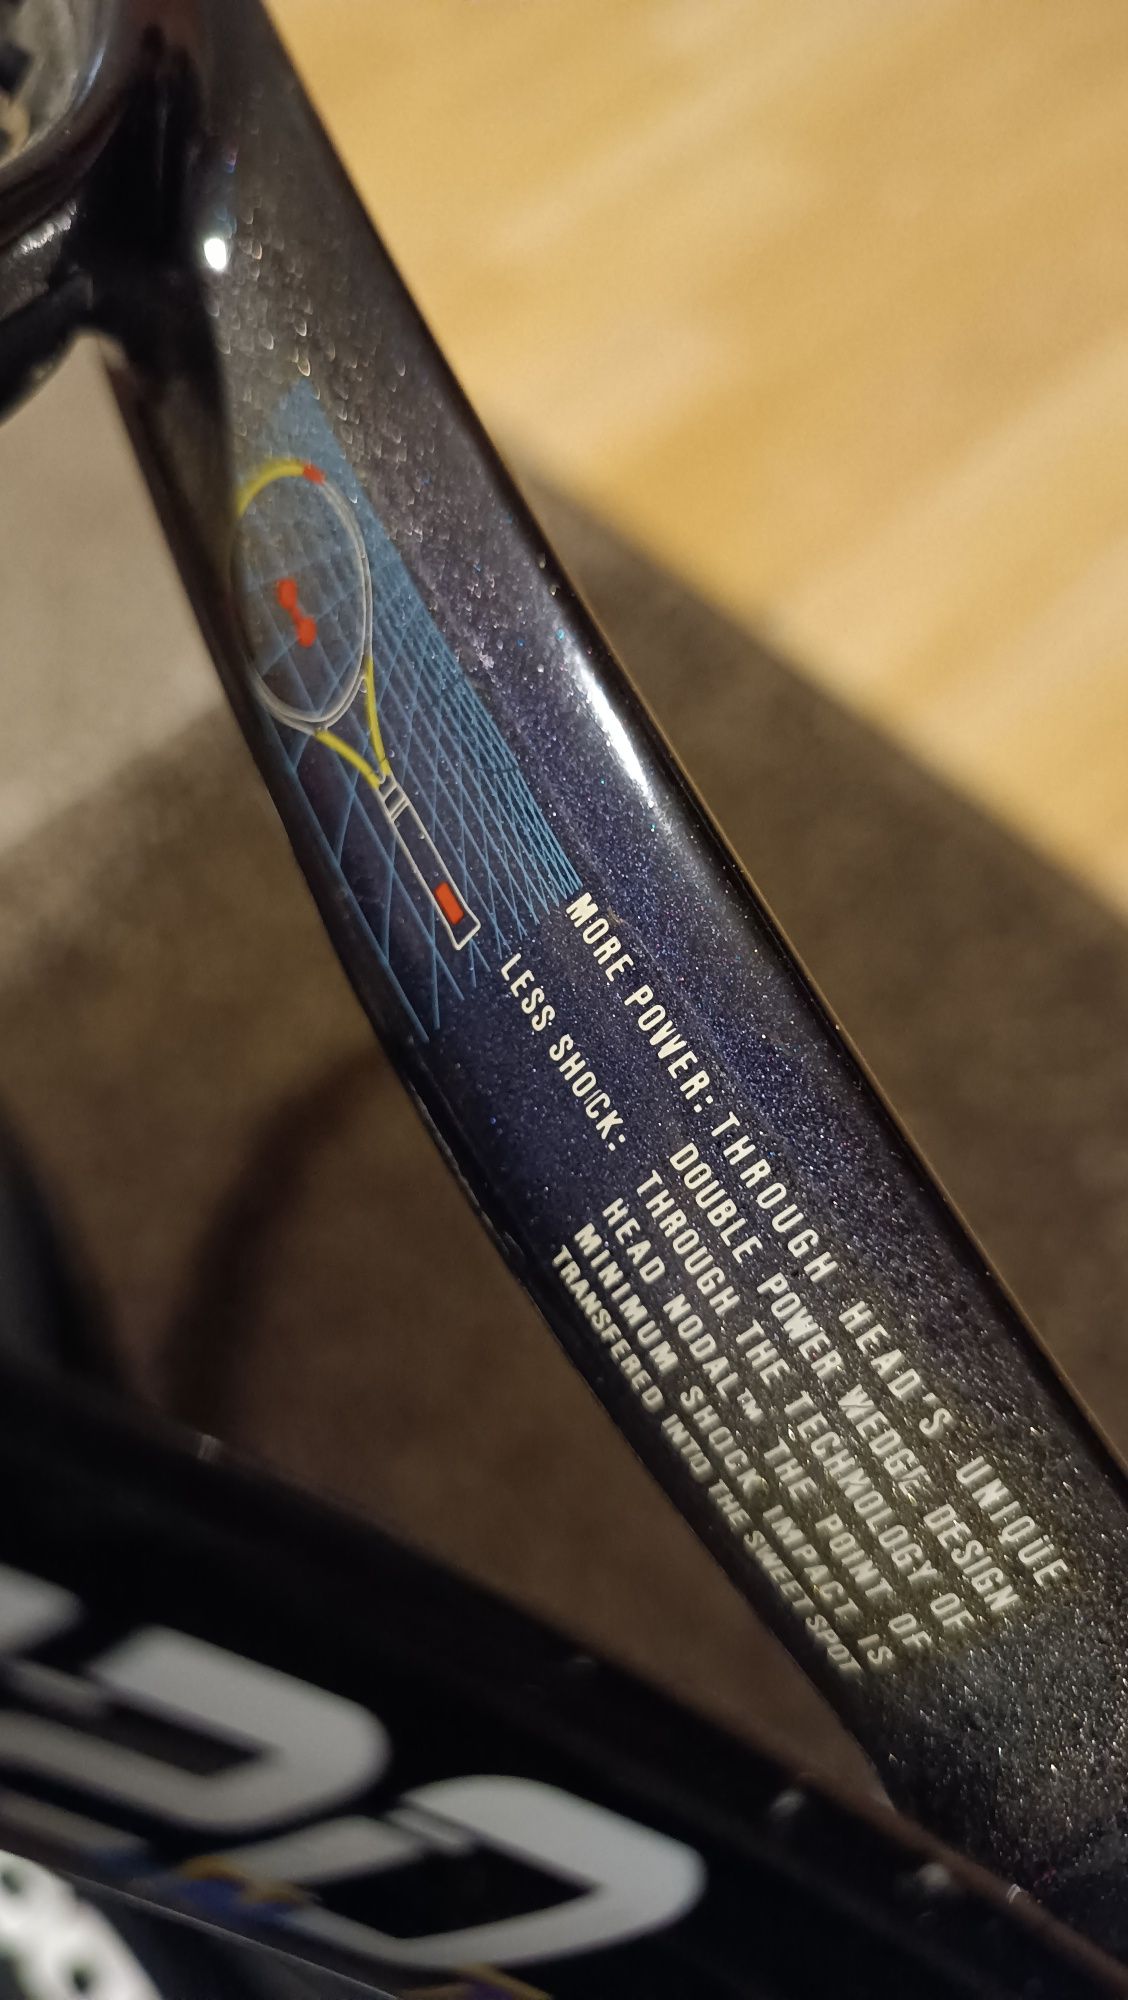 MORE POWER: THROUGH HEAD'S UNIQUE
DOUBLE POWER WEDGE DESIGN
LESS SHOCK: THROUGH THE TECHNOLOGY OF
HEAD NODAL™ THE POINT OF
MINIMUM SHOCK IMPACT IS
TRANSFERED INTO THE SWEET SPOT